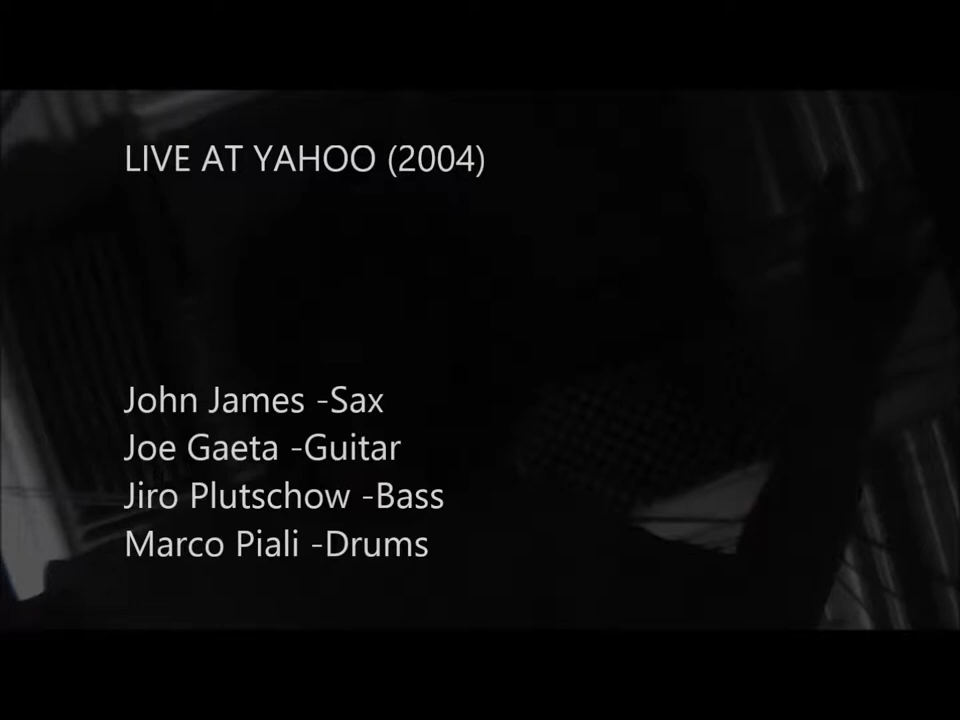 LIVE AT YAHOO (2004)
John James -Sax
Joe Gaeta -Guitar
Jiro Plutschow -Bass
Marco Piali -Drums